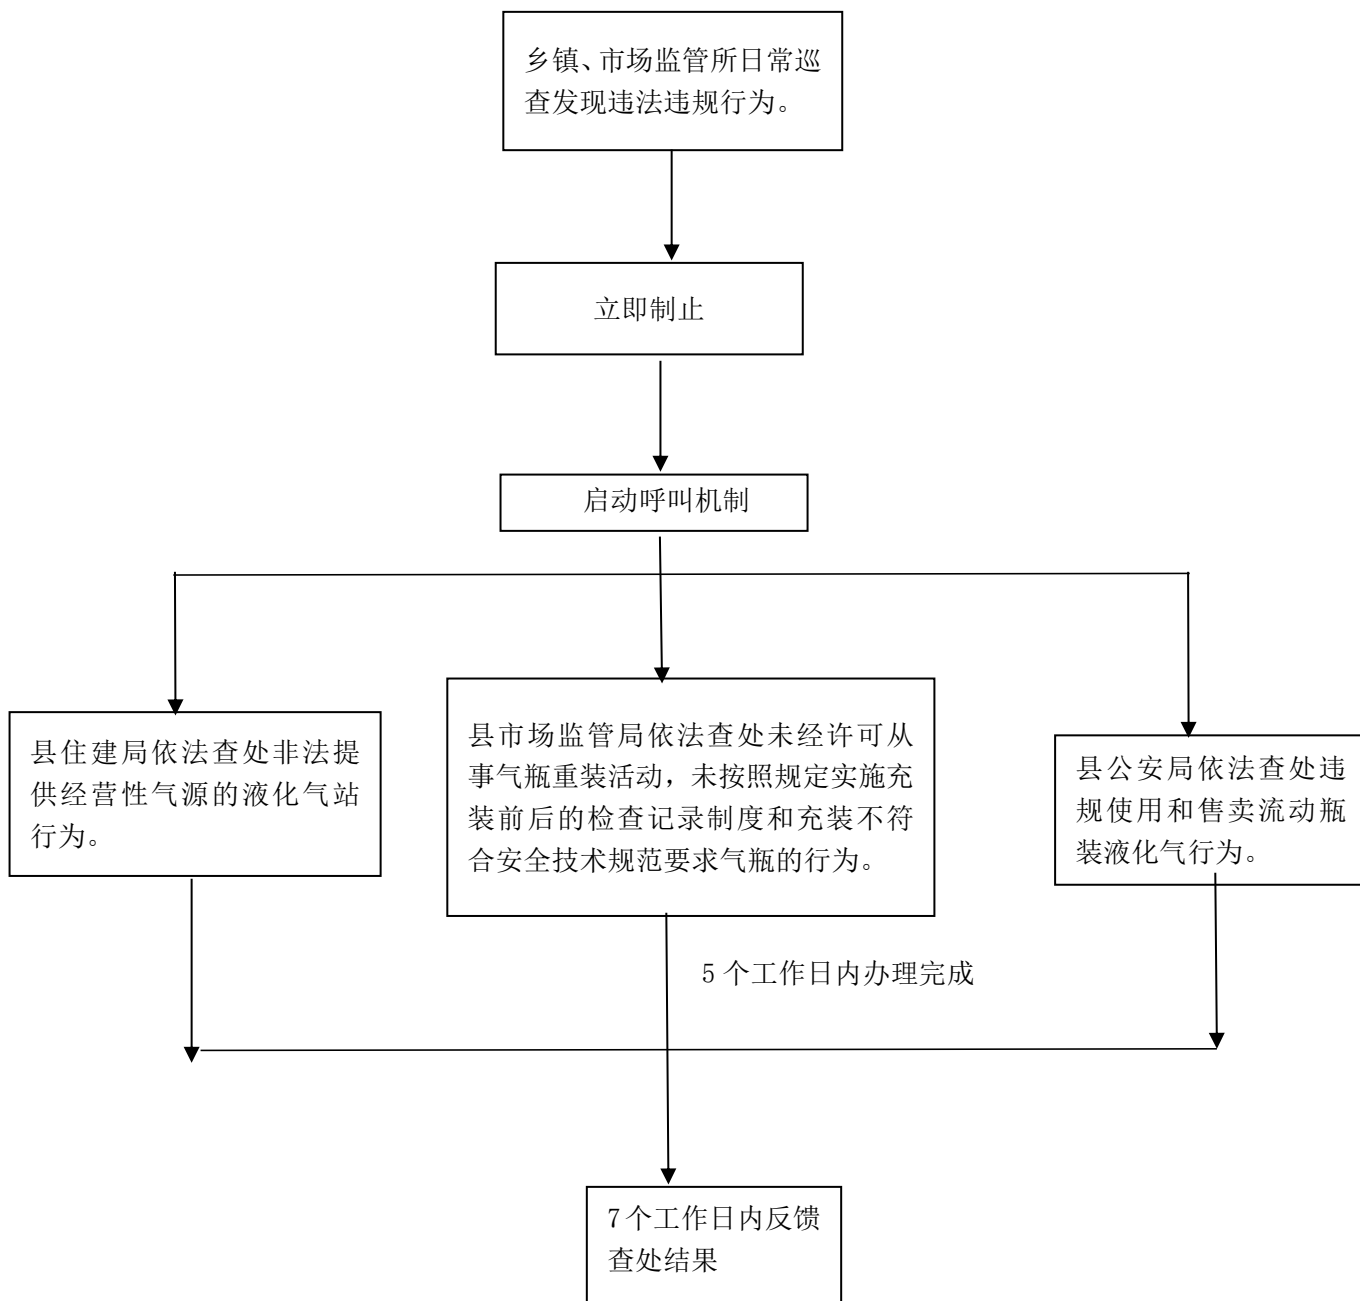 乡镇、市场监管所日常巡
查发现违法违规行为。
立即制止
启动呼叫机制
县住建局依法查处非法提
供经营性气源的液化气站
行为。
县市场监管局依法查处未经许可从
事气瓶重装活动,未按照规定实施充
装前后的检查记录制度和充装不符
合安全技术规范要求气瓶的行为。
县公安局依法查处违
规使用和售卖流动瓶
装液化气行为。
5 个工作日内办理完成
7个工作日内反馈
查处结果